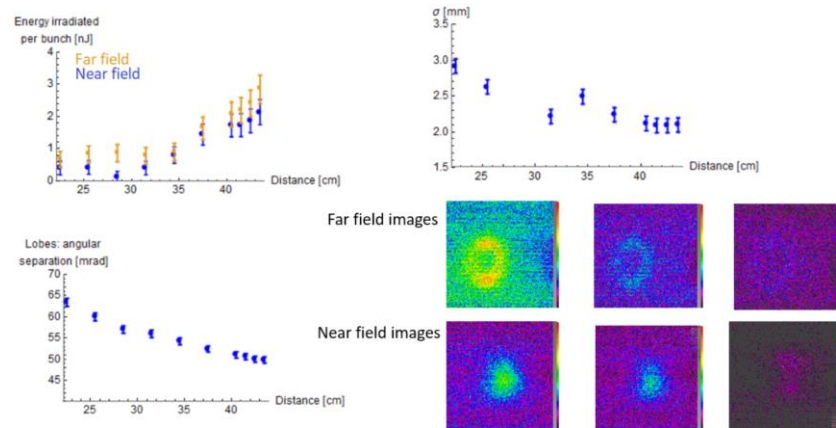 Energy irradiated
per bunch [nJ]
4
Far field
Near field
3
2
1
0
25
30
35
40
Distance [cm]
σ [mm]
3.5
3.0
2.5
2.0
1.5
25
30
35
40
Distance [cm]
Lobes: angular
separation [mrad]
70
65
60
55
50
45
25
30
35
40
Distance [cm]
Far field images
Near field images